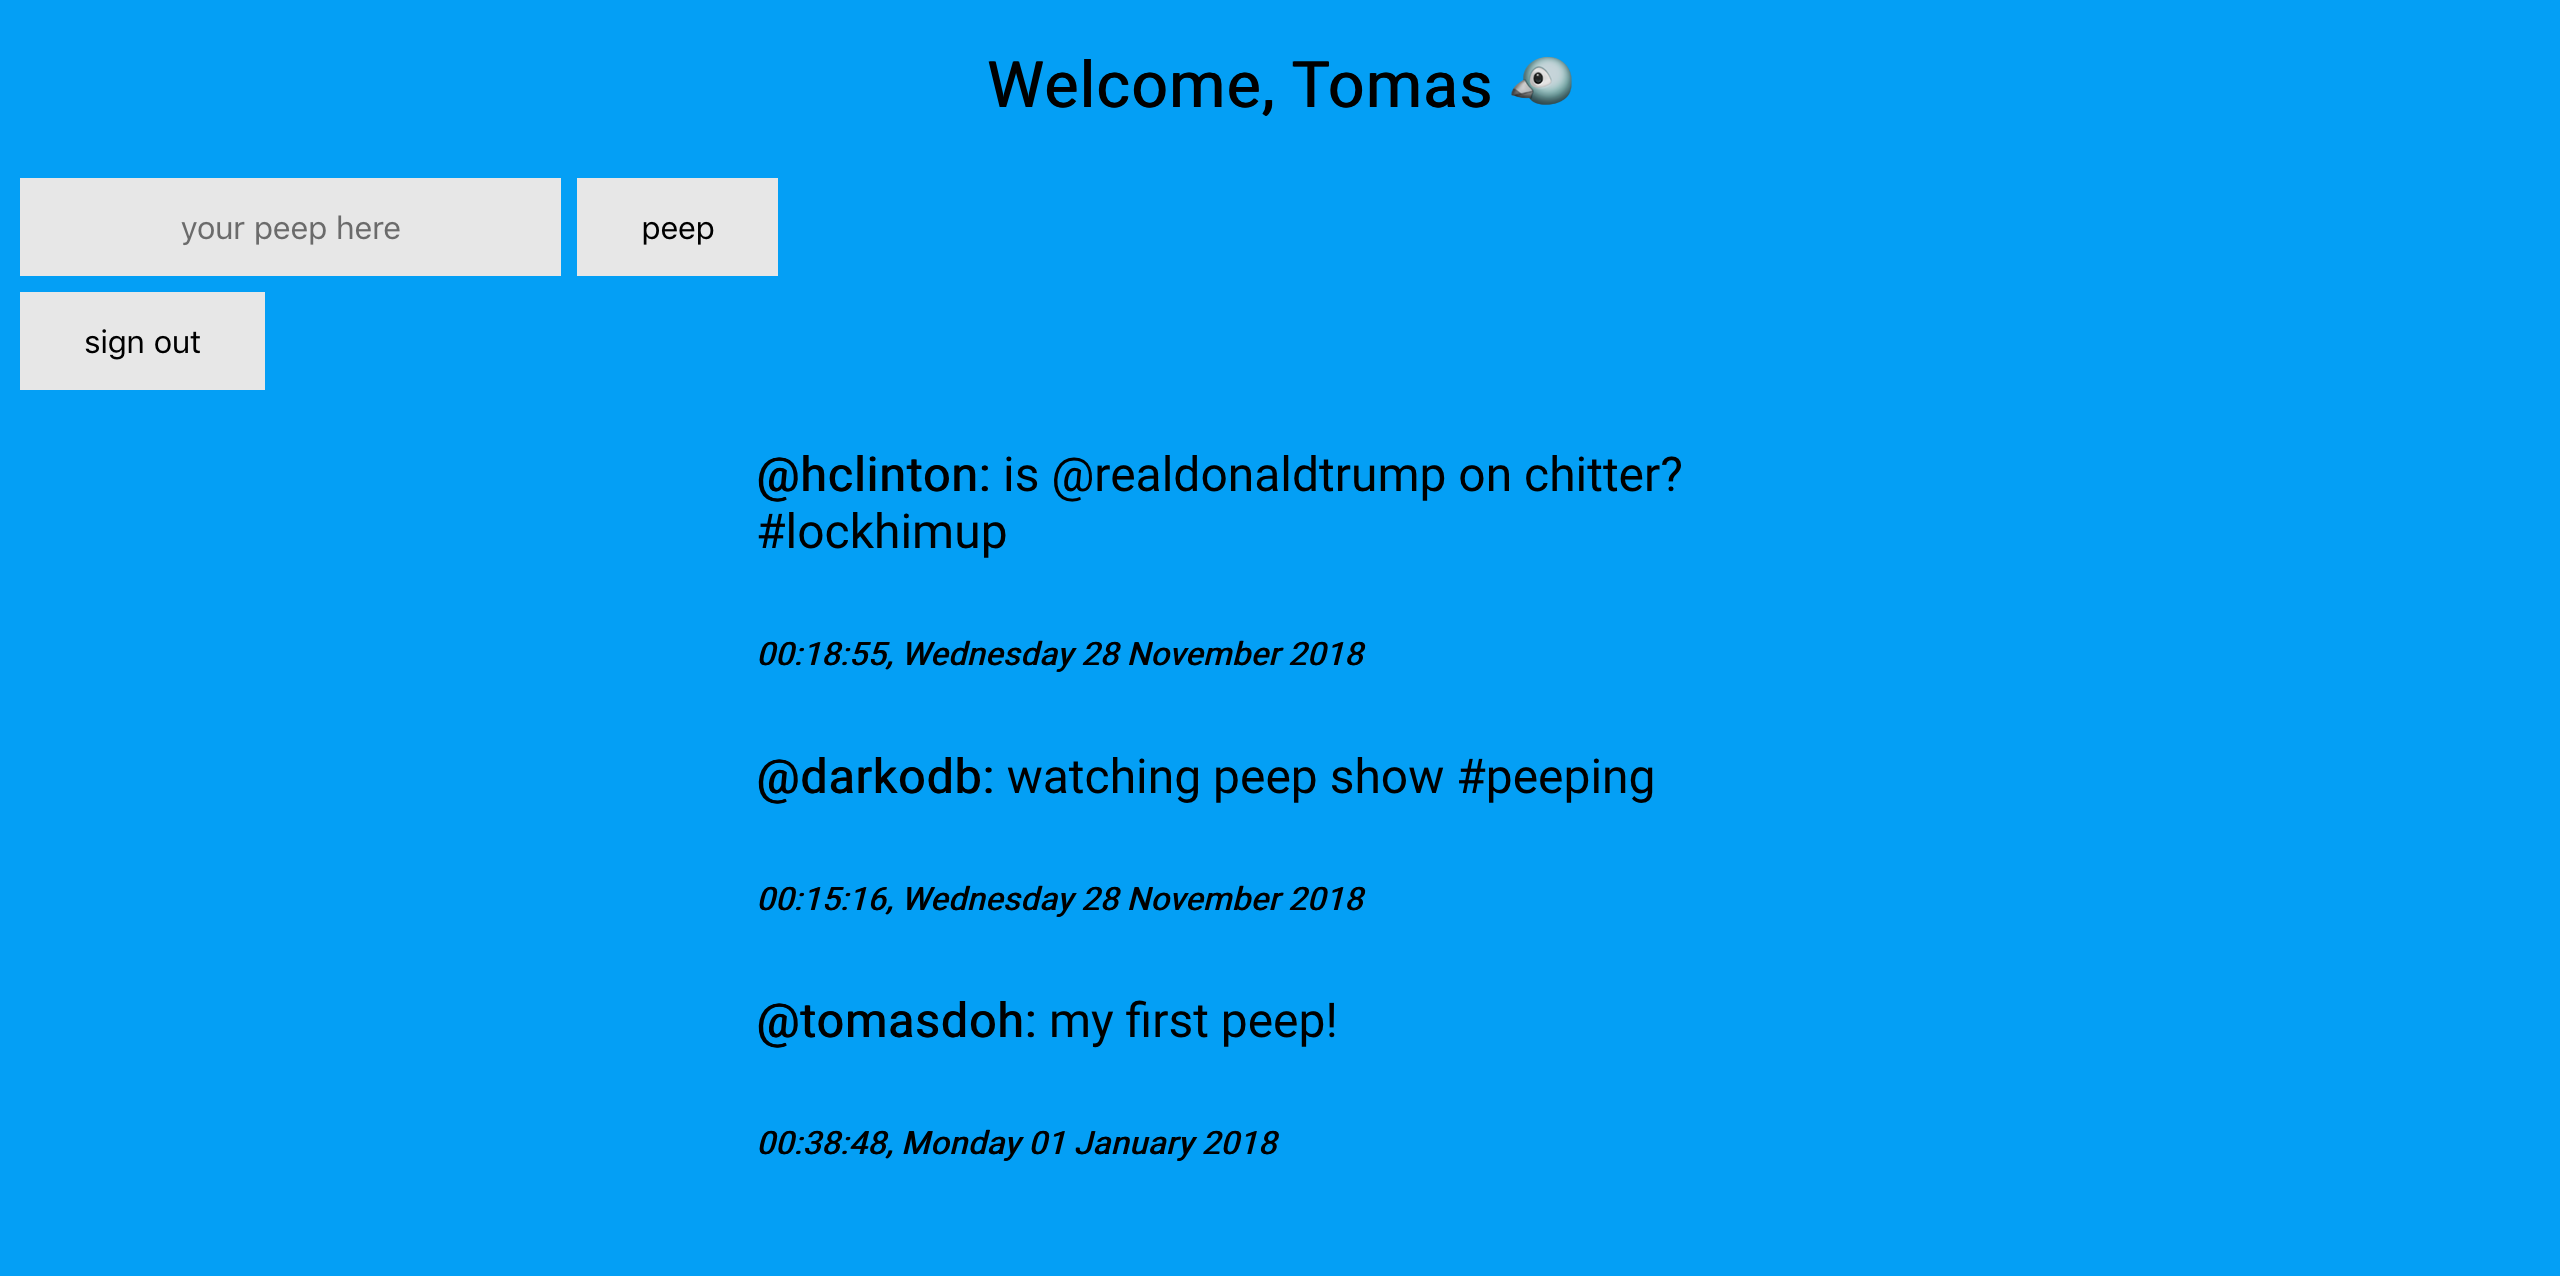 Welcome, Tomas
your peep here
peep
sign out
@hclinton: is @realdonaldtrump on chitter?
#lockhimup
00:18:55, Wednesday 28 November 2018
@darkodb: watching peep show #peeping
00:15:16, Wednesday 28 November 2018
@tomasdoh: my first peep!
00:38:48, Monday 01 January 2018